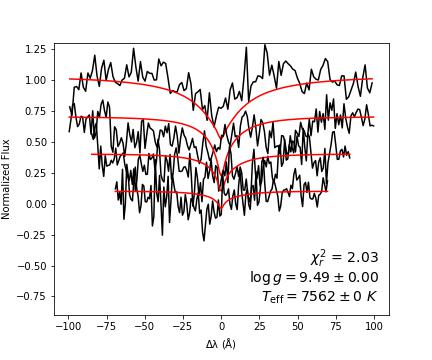 1.25
1.00
0.75
0.50
0.25
0.00
−0.25
−0.50
−0.75
Normalized Flux
χ²ᵣ = 2.03
log g = 9.49 ± 0.00
T_eff = 7562 ± 0 K
−100 −75 −50 −25 0 25 50 75 100
Δλ (Å)